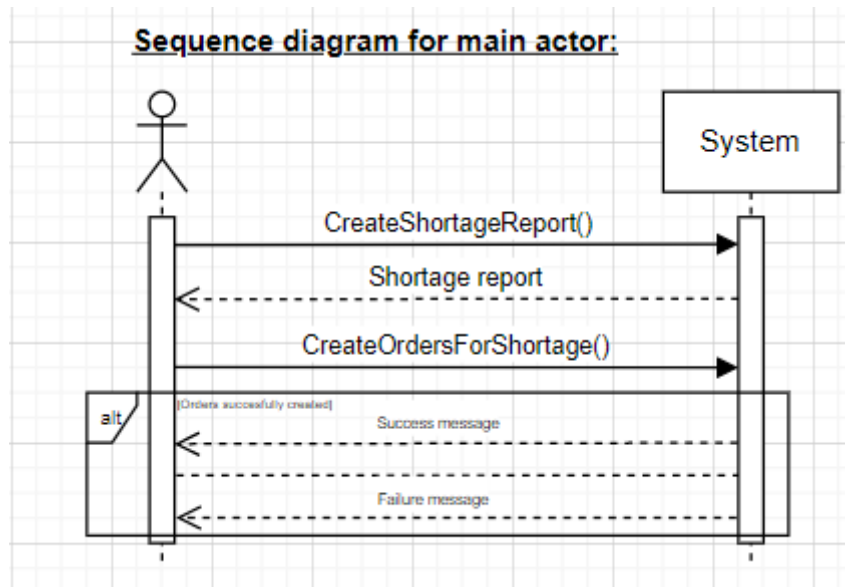 Sequence diagram for main actor:
System
CreateShortageReport()
Shortage report
CreateOrdersForShortage()
alt
[Orders successfully created]
Success message
Failure message